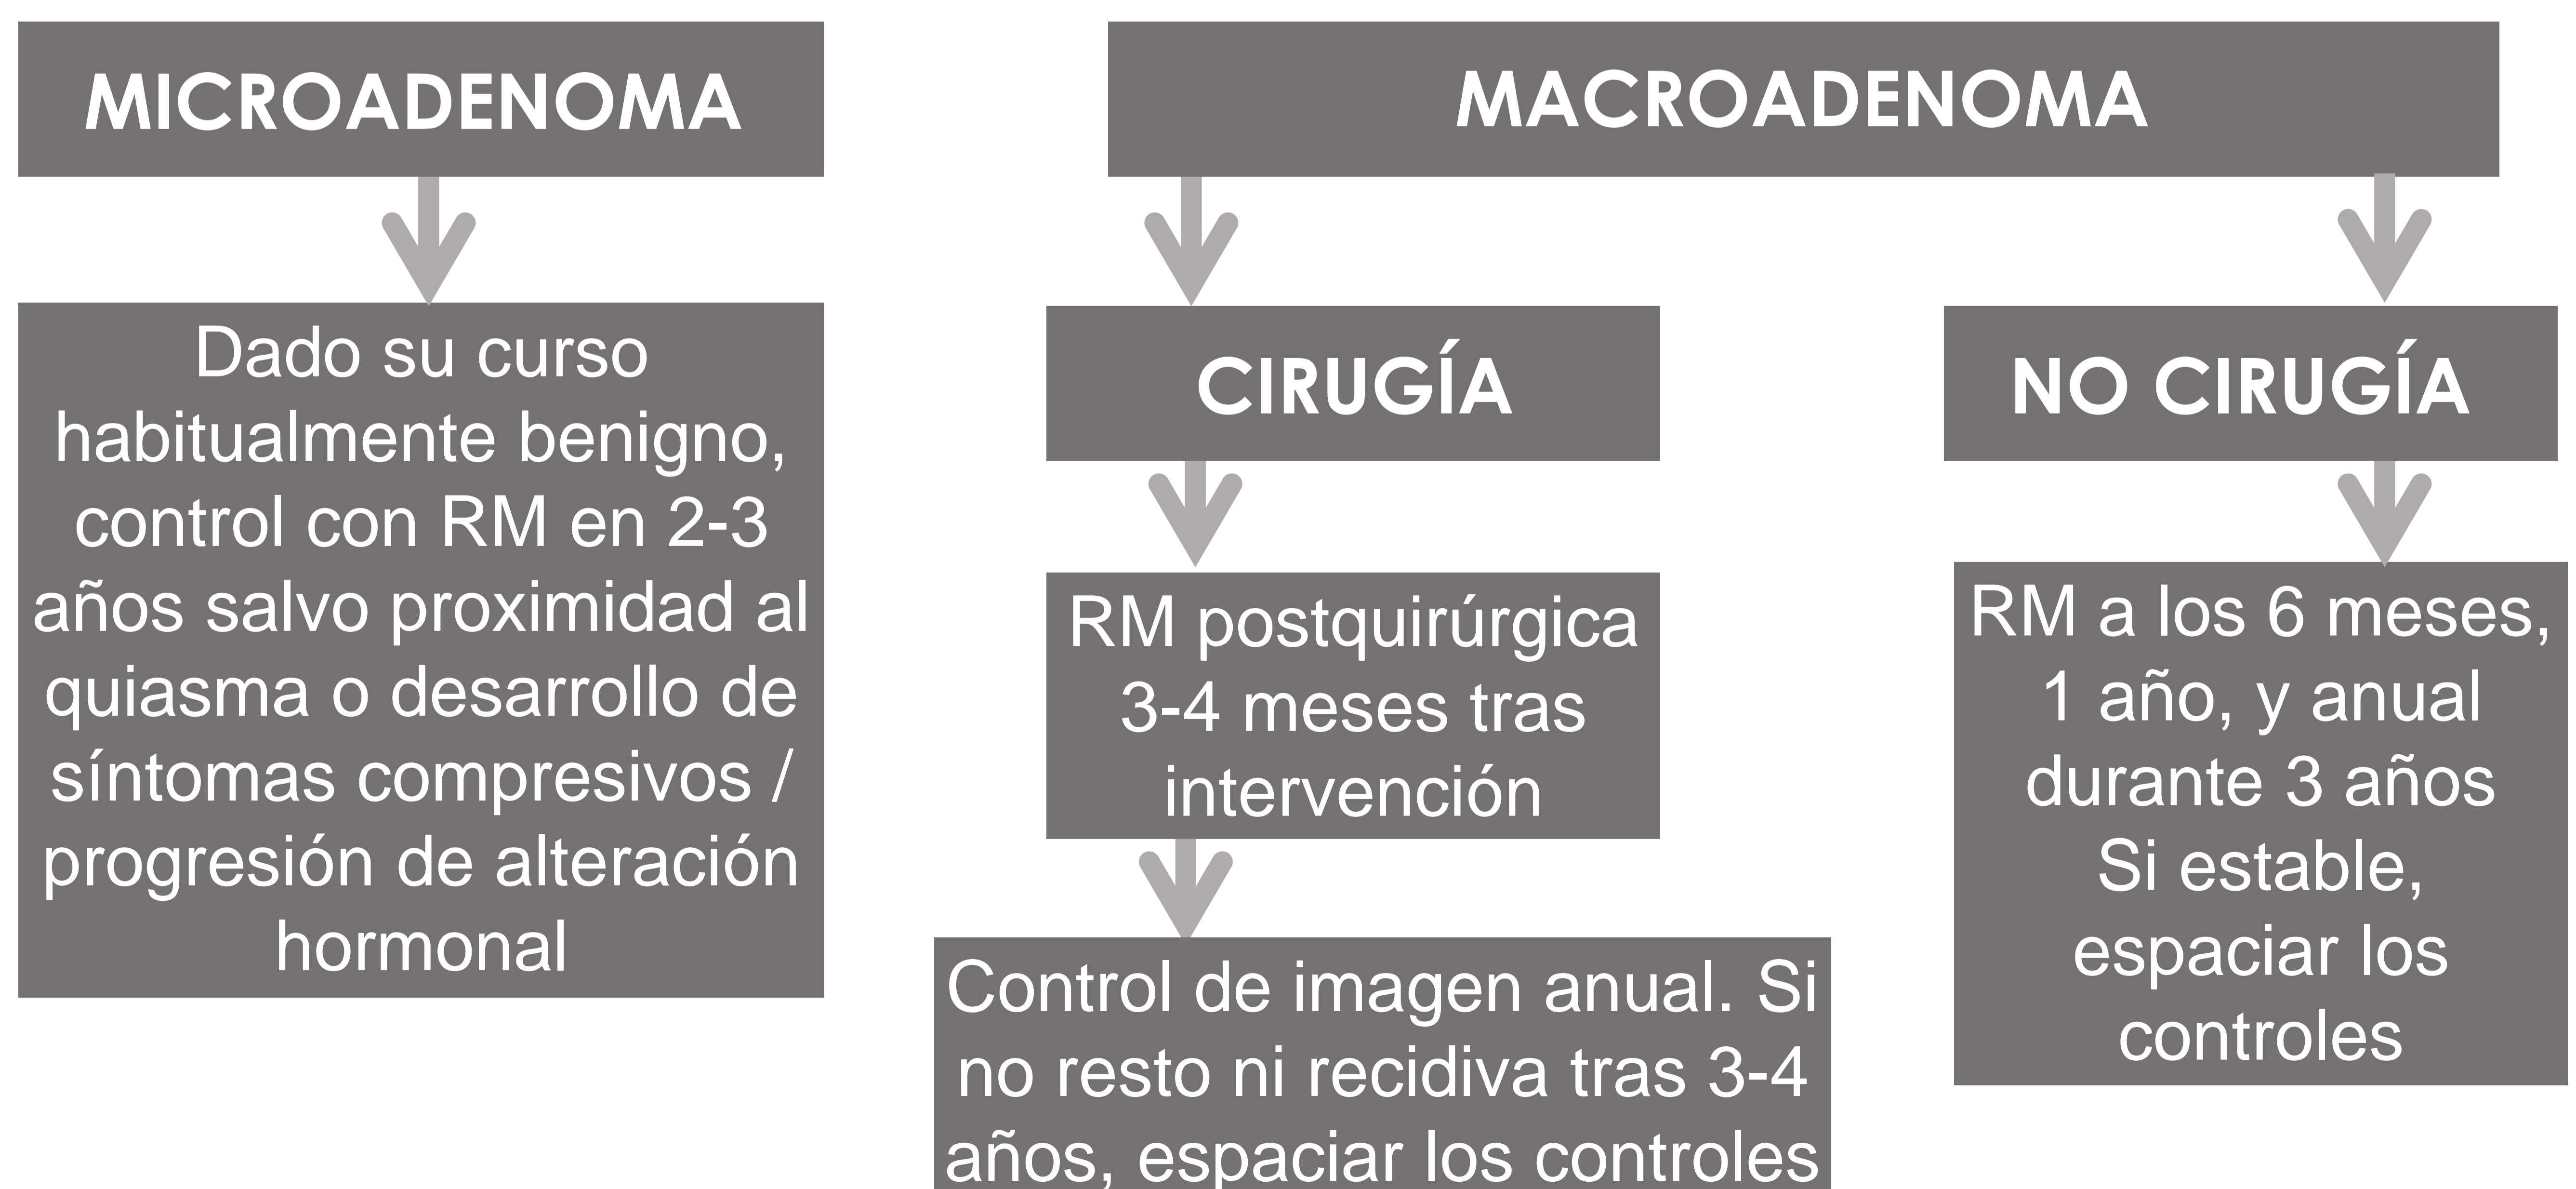 MICROADENOMA
Dado su curso
habitualmente benigno,
control con RM en 2-3
años salvo proximidad al
quiasma o desarrollo de
síntomas compresivos /
progresión de alteración
hormonal
MACROADENOMA
CIRUGÍA
RM postquirúrgica
3-4 meses tras
intervención
Control de imagen anual. Si
no resto ni recidiva tras 3-4
años, espaciar los controles
NO CIRUGÍA
RM a los 6 meses,
1 año, y anual
durante 3 años
Si estable,
espaciar los
controles